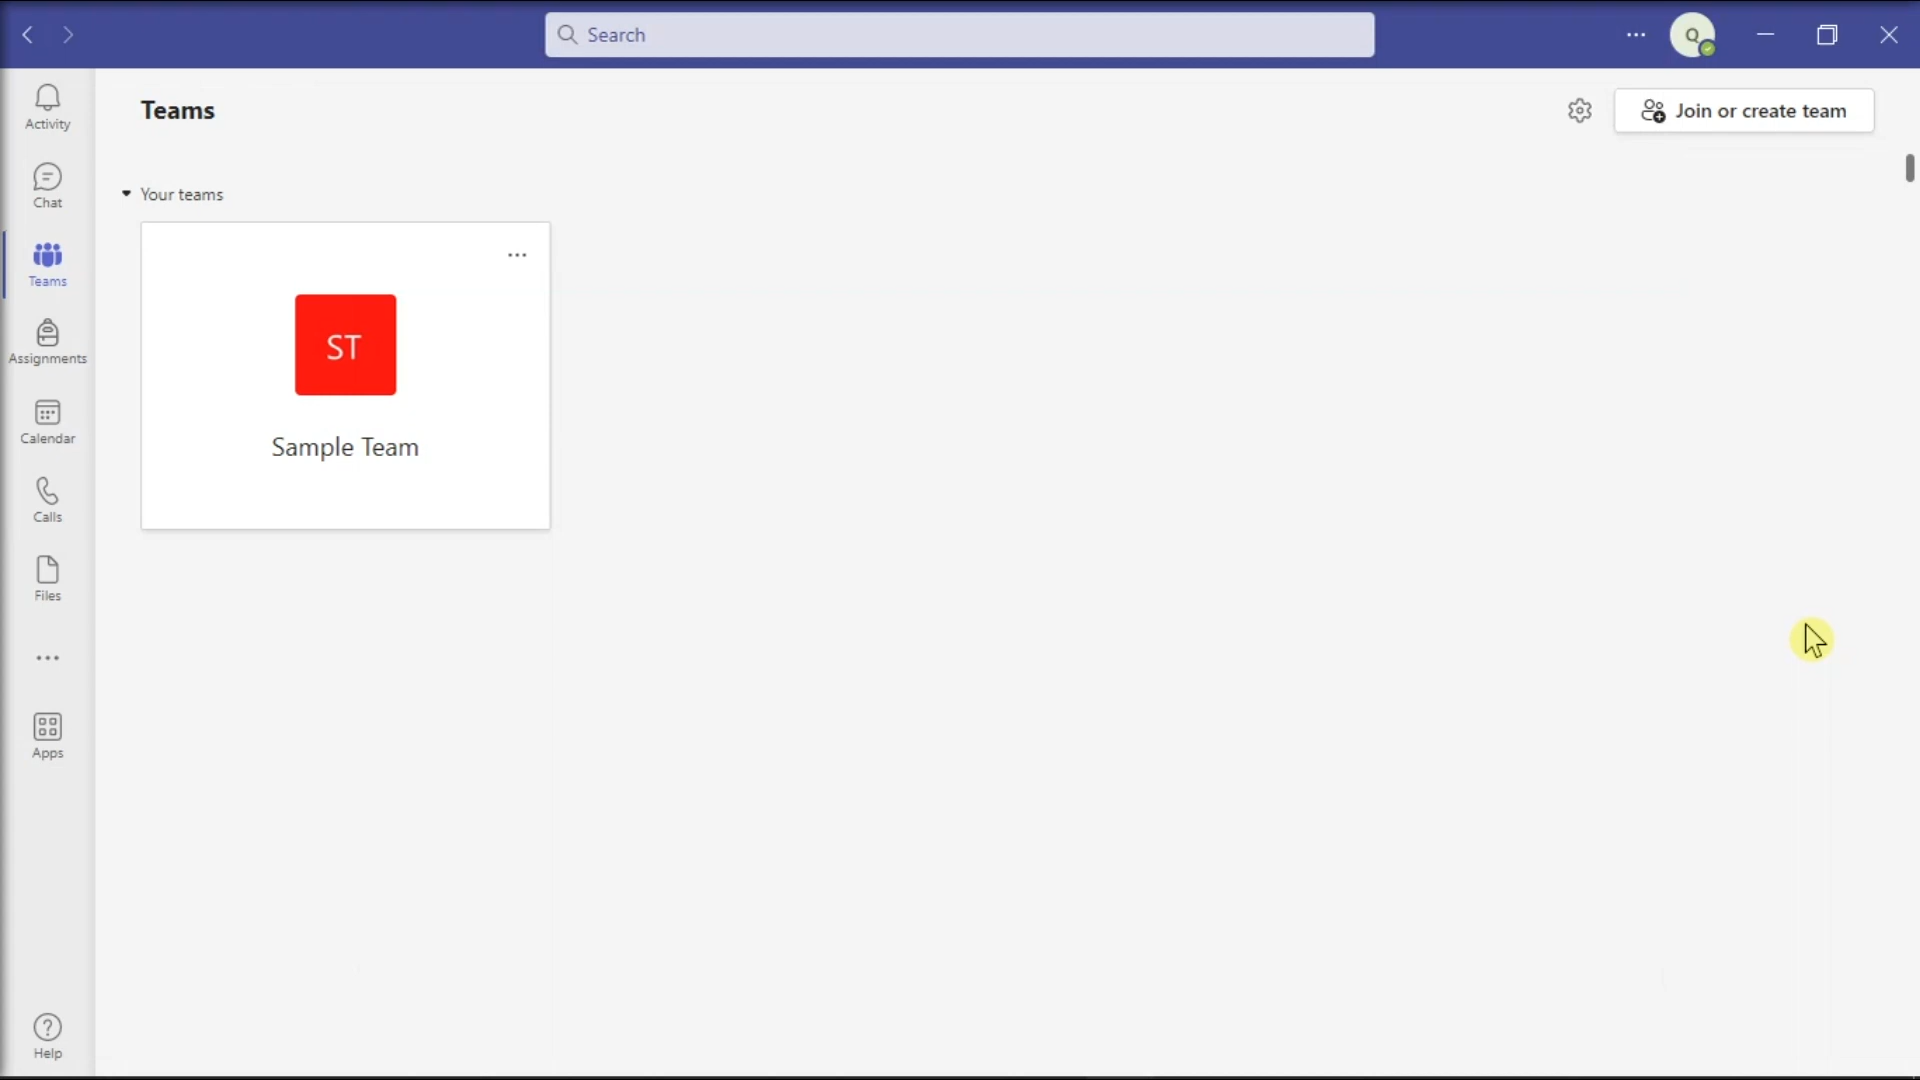 Search
Q
Activity
Teams
Join or create team
Your teams
Chat
Teams
ST
Sample Team
Assignments
Calendar
Calls
Files
Apps
Help